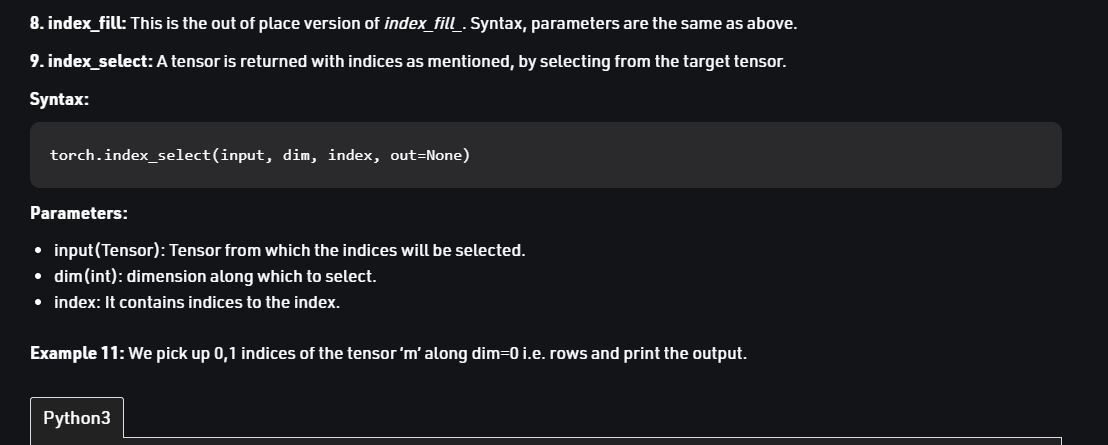 8. index_fill: This is the out of place version of index_fill_. Syntax, parameters are the same as above.
9. index_select: A tensor is returned with indices as mentioned, by selecting from the target tensor.
Syntax:
torch.index_select(input, dim, index, out=None)
Parameters:
• input(Tensor): Tensor from which the indices will be selected.
• dim(int): dimension along which to select.
• index: It contains indices to the index.
Example 11: We pick up 0,1 indices of the tensor ‘m’ along dim=0 i.e. rows and print the output.
Python3